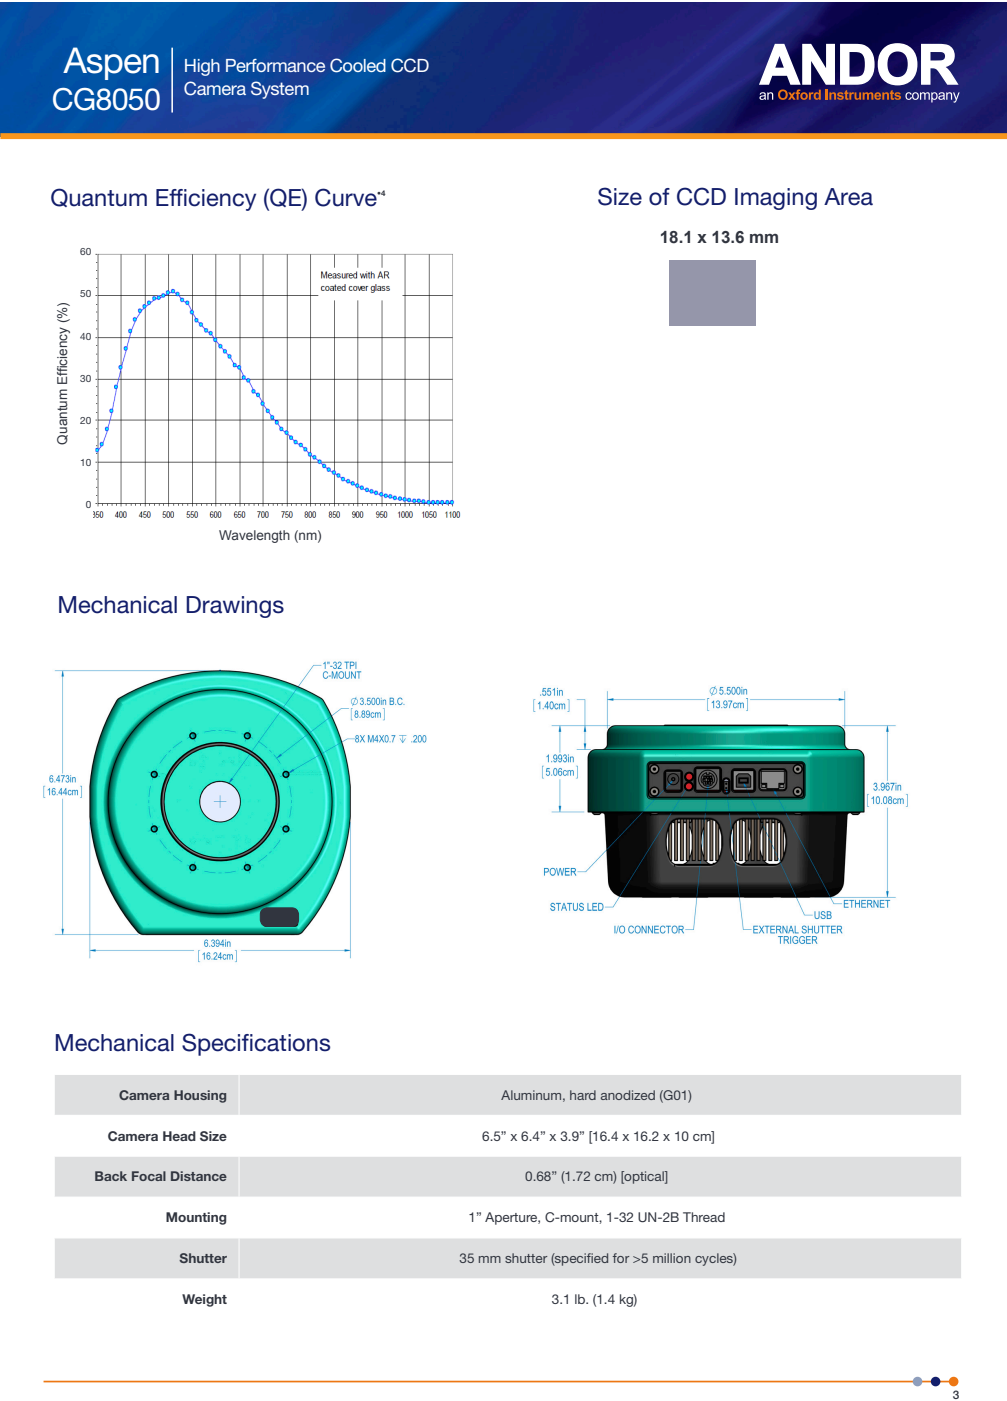 Aspen
CG8050
High Performance Cooled CCD
Camera System
ANDOR
an Oxford Instruments company
Quantum Efficiency (QE) Curve•4
Size of CCD Imaging Area
18.1 x 13.6 mm
Measured with AR
coated cover glass
Quantum Efficiency (%)
60
50
40
30
20
10
0
350 400 450 500 550 600 650 700 750 800 850 900 950 1000 1050 1100
Wavelength (nm)
Mechanical Drawings
1"-32 TPI
C-MOUNT
∅3.500in B.C.
[8.89cm]
8X M4X0.7 ↧ .200
6.473in
[16.44cm]
6.394in
[16.24cm]
.551in
[1.40cm]
∅5.500in
[13.97cm]
1.993in
[5.06cm]
3.967in
[10.08cm]
POWER
STATUS LED
I/O CONNECTOR
EXTERNAL SHUTTER
TRIGGER
USB
ETHERNET
Mechanical Specifications
Camera Housing Aluminum, hard anodized (G01)
Camera Head Size 6.5” x 6.4” x 3.9” [16.4 x 16.2 x 10 cm]
Back Focal Distance 0.68” (1.72 cm) [optical]
Mounting 1” Aperture, C-mount, 1-32 UN-2B Thread
Shutter 35 mm shutter (specified for >5 million cycles)
Weight 3.1 lb. (1.4 kg)
3